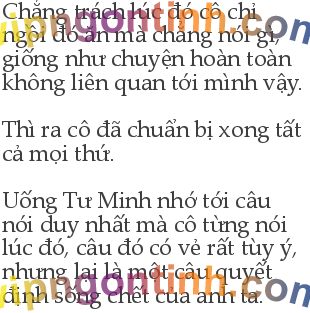 Chẳng trách lúc đó cô chỉ
ngồi đó ăn mà chẳng nói gì,
giống như chuyện hoàn toàn
không liên quan tới mình vậy.
Thì ra cô đã chuẩn bị xong tất
cả mọi thứ.
Uống Tư Minh nhớ tới câu
nói duy nhất mà cô từng nói
lúc đó, câu đó có vẻ rất tùy ý,
nhưng lại là một câu quyết
định sống chết của anh ta.
vipngontinh.com
vipngontinh.com